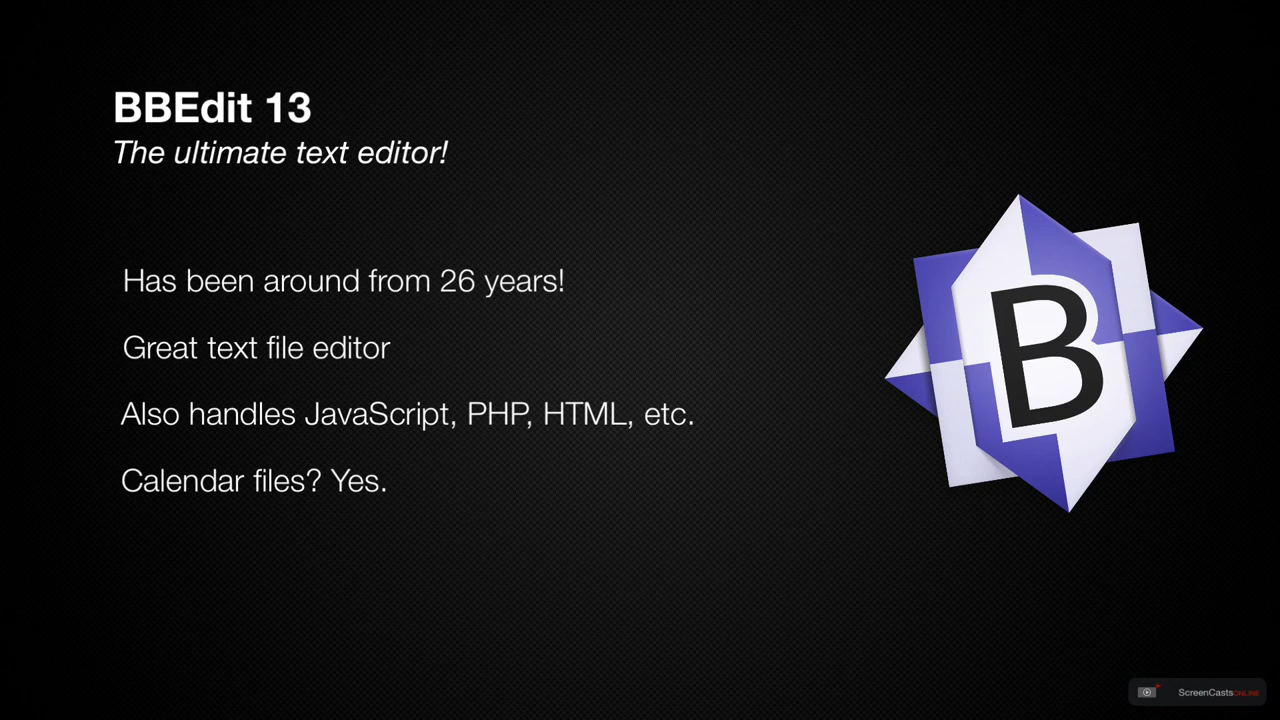 BBEdit 13
The ultimate text editor!
Has been around from 26 years!
Great text file editor
Also handles JavaScript, PHP, HTML, etc.
Calendar files? Yes.
B
ScreenCastsONLINE